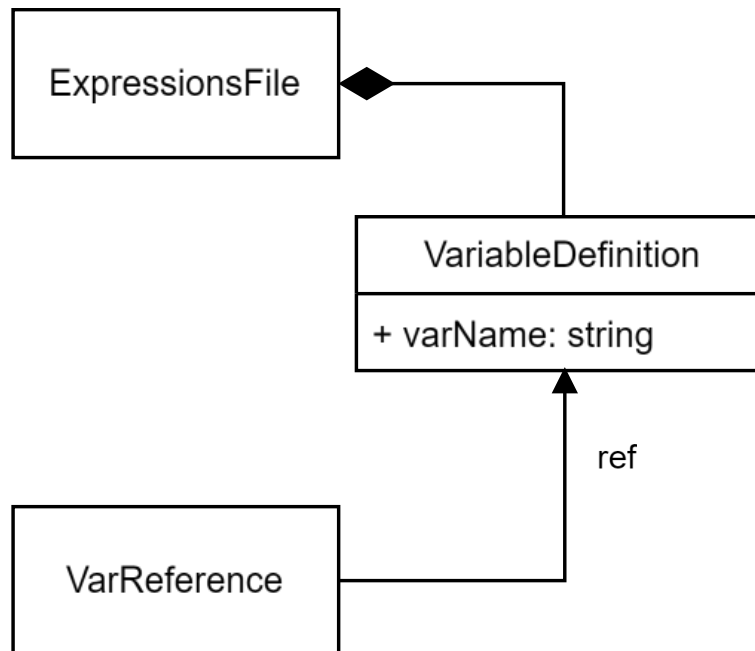 ExpressionsFile
VariableDefinition
+ varName: string
ref
VarReference